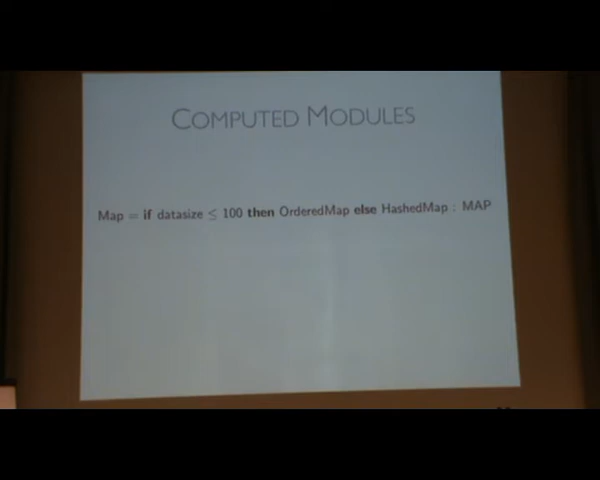 COMPUTED MODULES
Map = if datasize ≤ 100 then OrderedMap else HashedMap : MAP